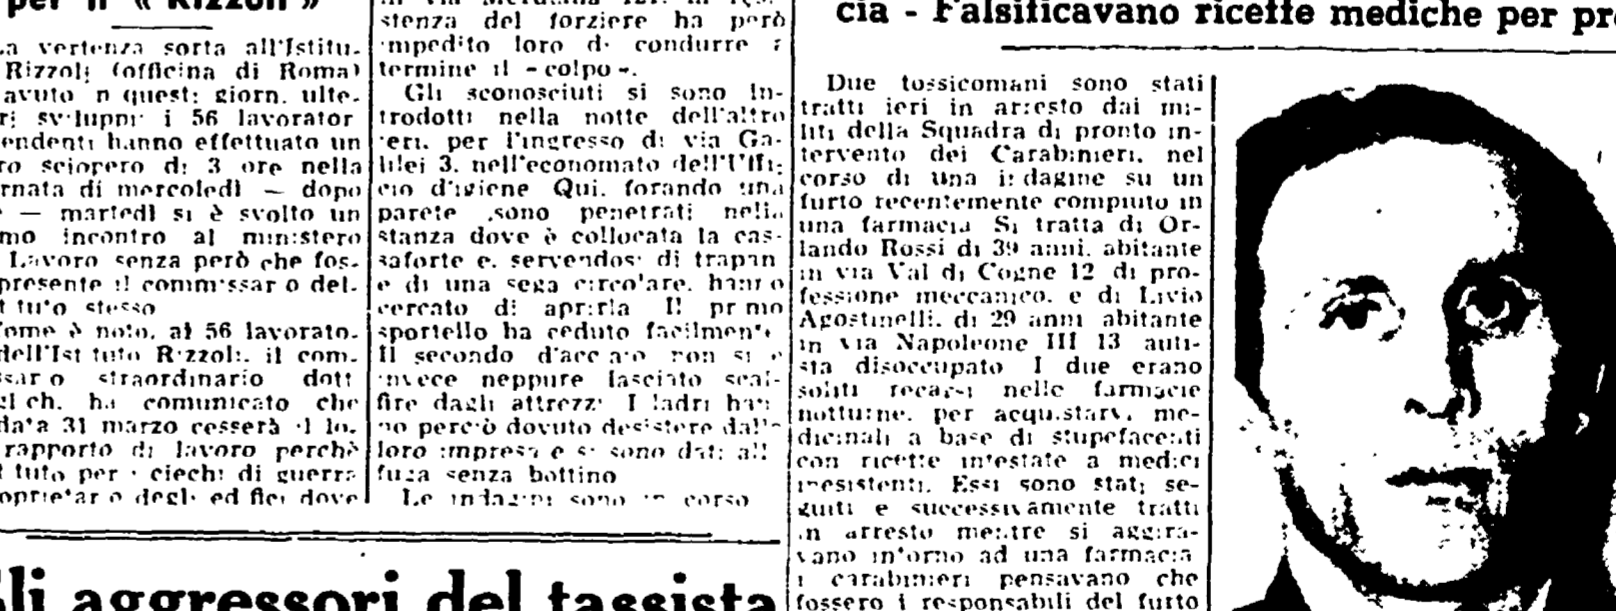 per il « Rizzoli »
La vertenza sorta all'Istitu-
Rizzoli (officina di Roma)
avuto n quest: giorn. ulte-
ri sviluppi i 56 lavorator
endenti hanno effettuato un
ro sciopero di 3 ore nella
rnata di mercoledì — dopo
— martedì si è svolto un
mo incontro al ministero
Lavoro senza però che fos-
presente il commissar o del-
t tuto stesso
ome è noto, ai 56 lavorato-
dell'Ist tuto Rizzoli, il com-
ssar o straordinario dott
ha comunicato che
data 31 marzo cesserà il lo-
rapporto di lavoro perchè
t tuto per i ciechi di guerra
oprietar o degli ed fici dove
stenza del forziere ha però
impedito loro di condurre a
termine il «colpo».
Gli sconosciuti si sono in-
trodotti nella notte dell'altro
ieri, per l'ingresso di via Ga-
lilei 3, nell'economato dell'Uffi-
cio d'igiene Qui, forando una
parete sono penetrati nella
stanza dove è collocata la cas-
saforte e, servendosi di trapan
e di una sega circolare, hanno
cercato di aprirla Il primo
sportello ha ceduto facilmente
Il secondo d'acciaio non si è
invece neppure lasciato scal-
fire dagli attrezzi I ladri han-
no perciò dovuto desistere dalla
loro impresa e si sono dati alla
fuga senza bottino
Le indagini sono in corso
Gli aggressori del tassista
cia - Falsificavano ricette mediche per pr
Due tossicomani sono stati
tratti ieri in arresto dai mi-
liti della Squadra di pronto in-
tervento dei Carabinieri, nel
corso di una indagine su un
furto recentemente compiuto in
una farmacia Si tratta di Or-
lando Rossi di 39 anni, abitante
in via Val di Cogne 12 di pro-
fessione meccanico, e di Livio
Agostinelli, di 29 anni abitante
in via Napoleone III 13 auti-
sta disoccupato I due erano
soliti recarsi nelle farmacie
notturne, per acquistarvi me-
dicinali a base di stupefacenti
con ricette intestate a medici
inesistenti. Essi sono stati se-
guiti e successivamente tratti
in arresto mentre si aggira-
vano intorno ad una farmacia
i carabinieri pensavano che
fossero i responsabili del furto